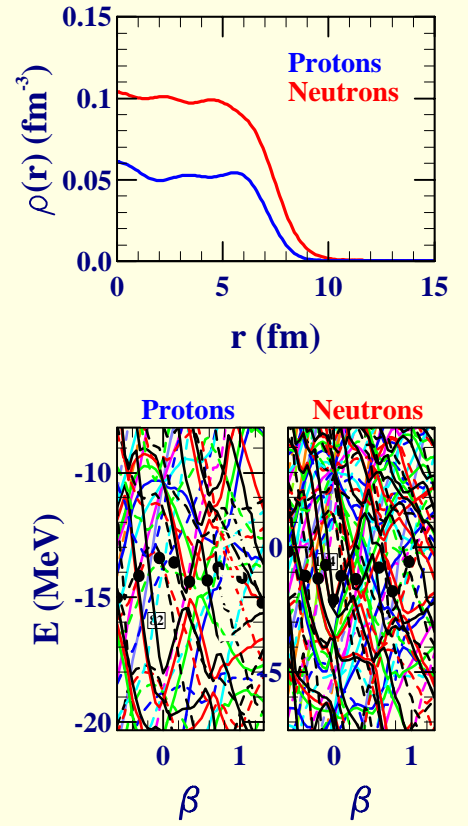 ρ(r) (fm⁻³)
0.15
0.1
0.05
0.0
Protons
Neutrons
0 5 10 15
r (fm)
Protons Neutrons
E (MeV)
-10
-15
-20
82
0
-5
0 1 0 1
β β